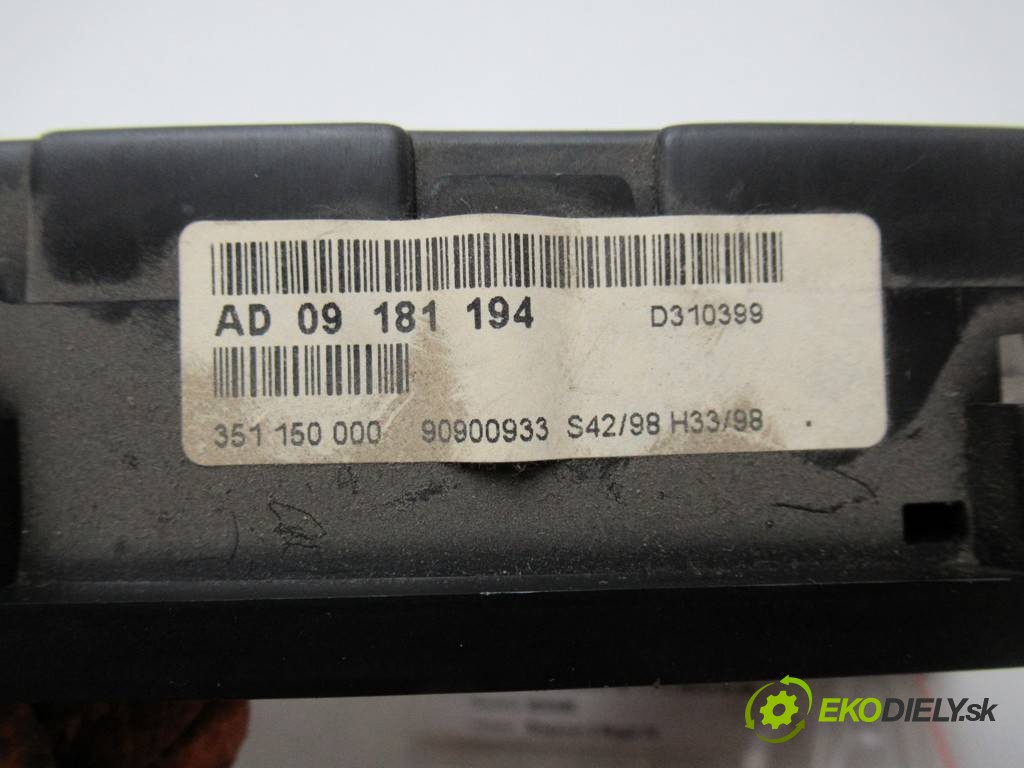 AD 09 181 194 D310399
351 150 000 90900933 S42/98 H33/98
EKODIELY.sk